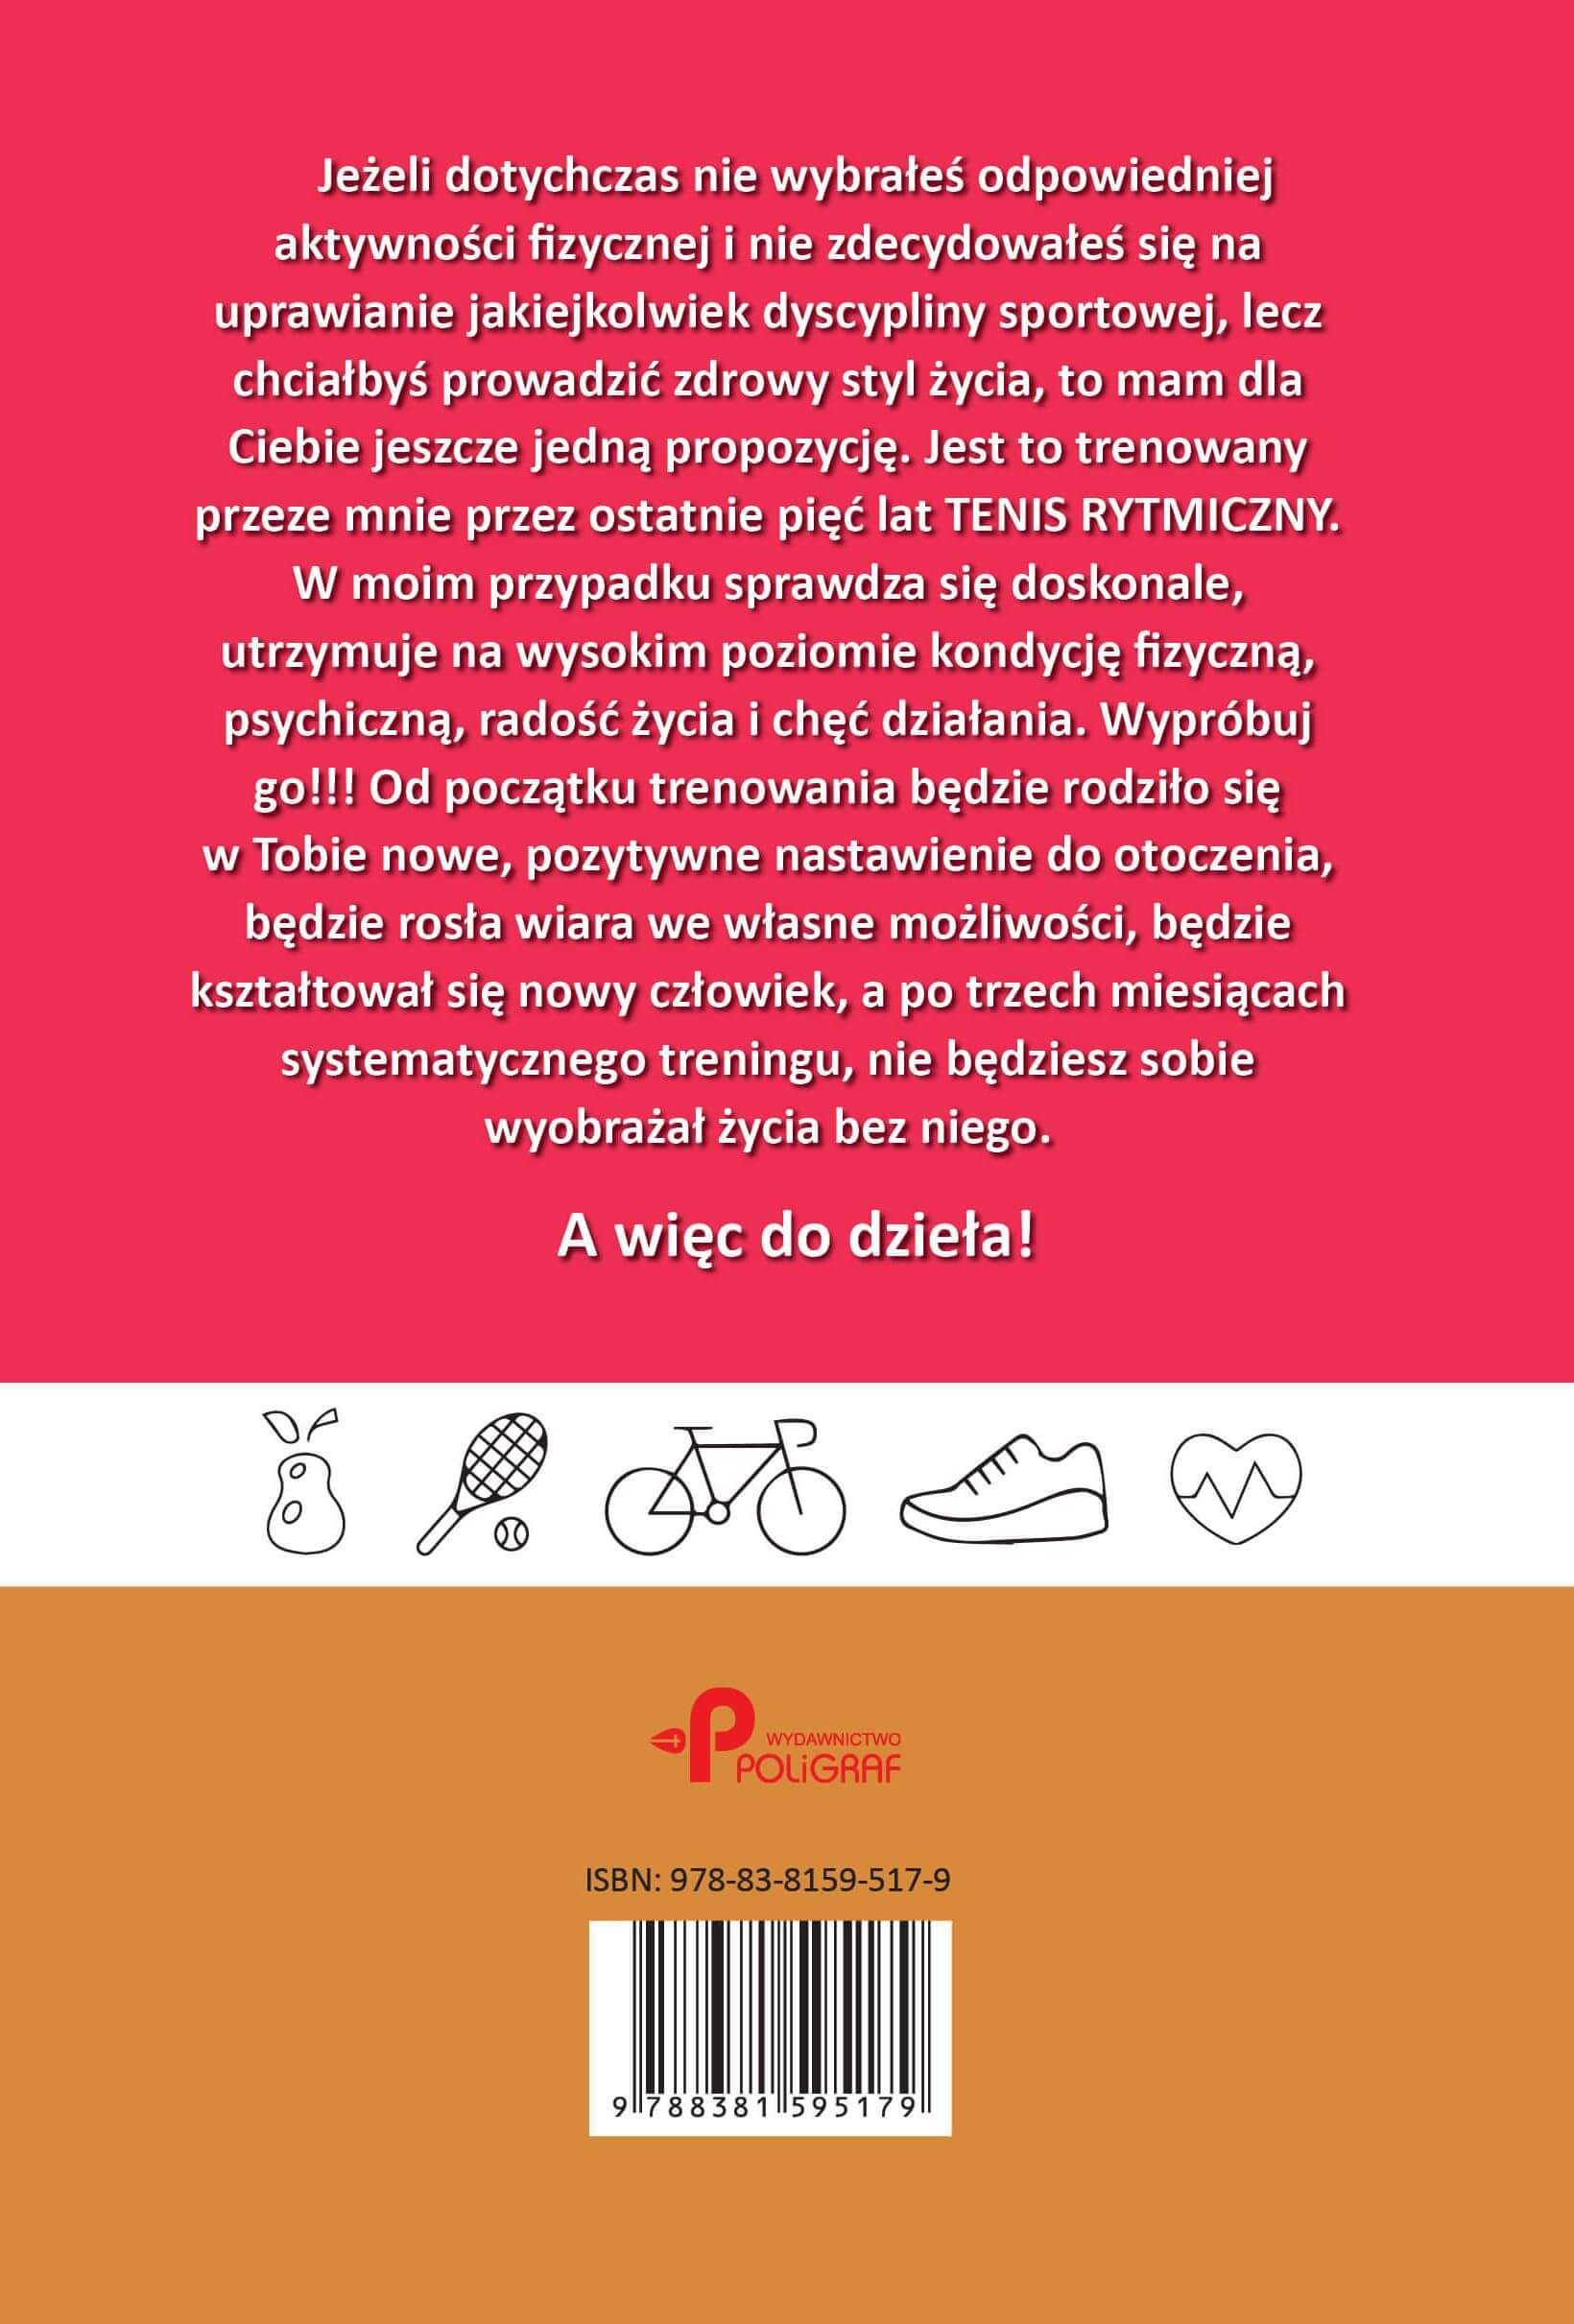 Jeżeli dotychczas nie wybrałeś odpowiedniej
aktywności fizycznej i nie zdecydowałeś się na
uprawianie jakiejkolwiek dyscypliny sportowej, lecz
chciałbyś prowadzić zdrowy styl życia, to mam dla
Ciebie jeszcze jedną propozycję. Jest to trenowany
przeze mnie przez ostatnie pięć lat TENIS RYTMICZNY.
W moim przypadku sprawdza się doskonale,
utrzymuje na wysokim poziomie kondycję fizyczną,
psychiczną, radość życia i chęć działania. Wypróbuj
go!!! Od początku trenowania będzie rodziło się
w Tobie nowe, pozytywne nastawienie do otoczenia,
będzie rosła wiara we własne możliwości, będzie
kształtował się nowy człowiek, a po trzech miesiącach
systematycznego treningu, nie będziesz sobie
wyobrażał życia bez niego.
A więc do dzieła!
P WYDAWNICTWO
POLiGRAF
ISBN: 978-83-8159-517-9
9 788381 595179